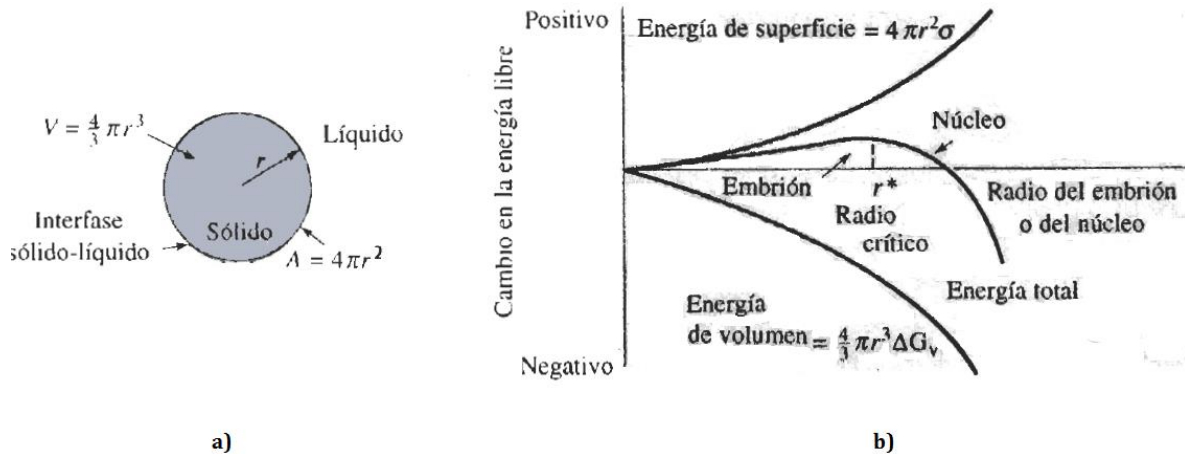 V = 4/3 πr³
Líquido
r
Interfase
sólido-líquido
Sólido
A = 4πr²
a)
Cambio en la energía libre
Positivo
Energía de superficie = 4πr²σ
Núcleo
Embrión
r*
Radio
crítico
Radio del embrión
o del núcleo
Energía total
Energía
de volumen = 4/3 πr³ΔGᵥ
Negativo
b)